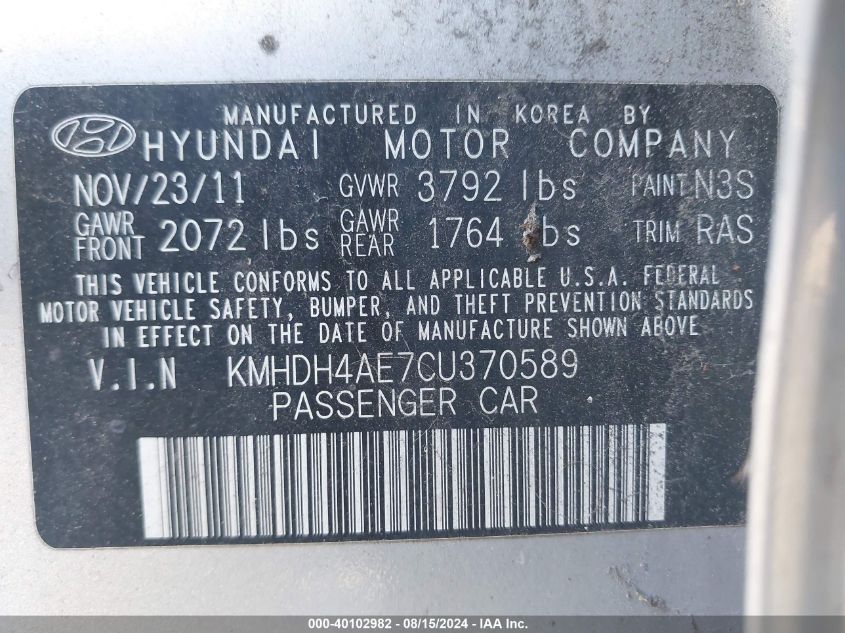 MANUFACTURED IN KOREA BY
HYUNDAI MOTOR COMPANY
NOV/23/11 GVWR 3792 lbs PAINT N3S
GAWR FRONT 2072 lbs GAWR REAR 1764 lbs TRIM RAS
THIS VEHICLE CONFORMS TO ALL APPLICABLE U.S.A. FEDERAL
MOTOR VEHICLE SAFETY, BUMPER, AND THEFT PREVENTION STANDARDS
IN EFFECT ON THE DATE OF MANUFACTURE SHOWN ABOVE
V.I.N KMHDH4AE7CU370589
PASSENGER CAR
000-40102982 - 08/15/2024 - IAA Inc.